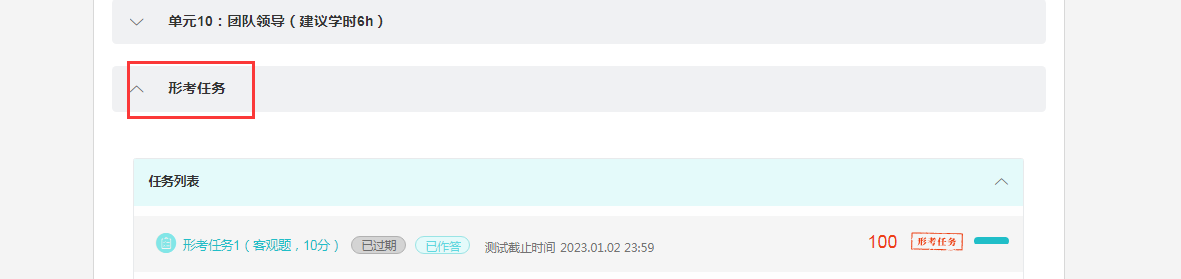 单元10：团队领导（建议学时6h）
形考任务
任务列表
形考任务1（客观题，10分） 已过期 已作答 测试截止时间 2023.01.02 23:59 100 形考任务